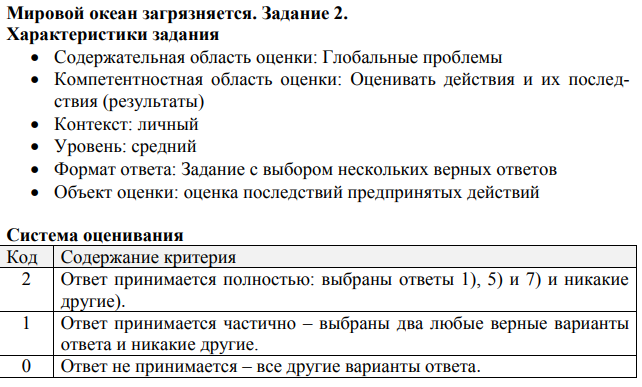 Мировой океан загрязняется. Задание 2.
Характеристики задания
• Содержательная область оценки: Глобальные проблемы
• Компетентностная область оценки: Оценивать действия и их послед-
ствия (результаты)
• Контекст: личный
• Уровень: средний
• Формат ответа: Задание с выбором нескольких верных ответов
• Объект оценки: оценка последствий предпринятых действий
Система оценивания
Код Содержание критерия
2 Ответ принимается полностью: выбраны ответы 1), 5) и 7) и никакие
другие).
1 Ответ принимается частично – выбраны два любые верные варианты
ответа и никакие другие.
0 Ответ не принимается – все другие варианты ответа.